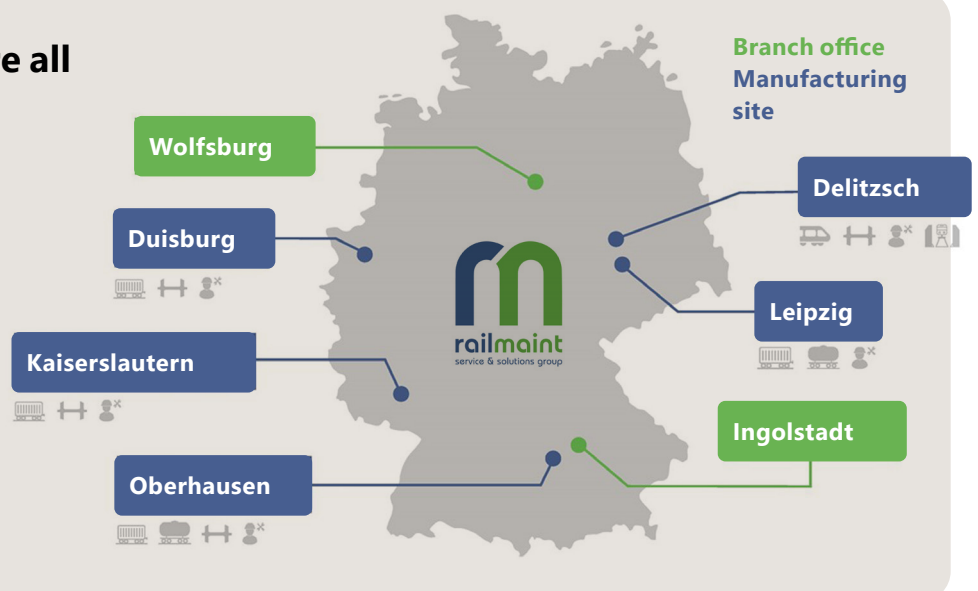 e all
Branch office
Manufacturing
site
Wolfsburg
Delitzsch
Duisburg
Leipzig
railmaint
service & solutions group
Kaiserslautern
Ingolstadt
Oberhausen